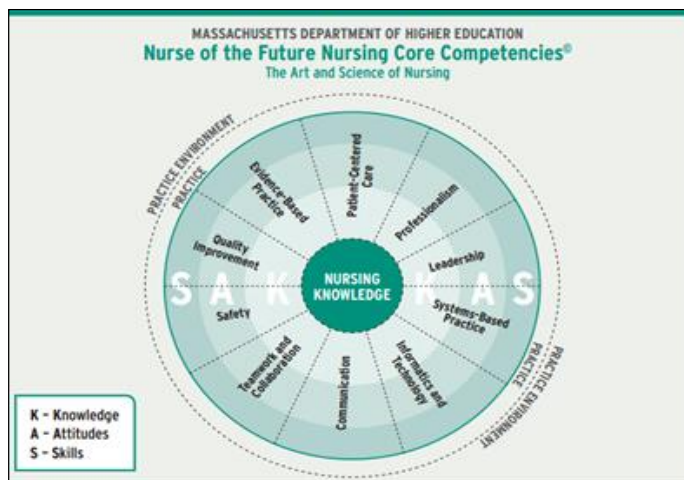 MASSACHUSETTS DEPARTMENT OF HIGHER EDUCATION
Nurse of the Future Nursing Core Competencies©
The Art and Science of Nursing
PRACTICE ENVIRONMENT
PRACTICE
Evidence-Based
Practice
Patient-Centered
Care
Professionalism
Quality
Improvement
Leadership
S A K
NURSING
KNOWLEDGE
K A S
Safety
Systems-Based
Practice
Teamwork and
Collaboration
Communication
Informatics and
Technology
PRACTICE
PRACTICE ENVIRONMENT
K – Knowledge
A – Attitudes
S – Skills